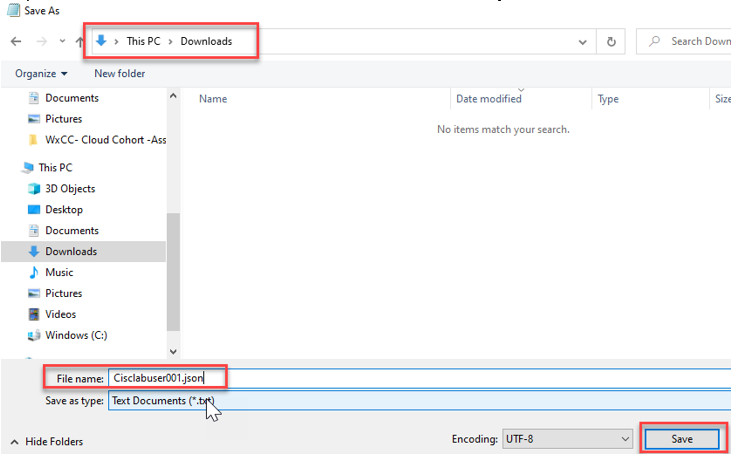 Save As
This PC > Downloads
Search Down
Organize
New folder
Name
Date modified
Type
Size
Documents
Pictures
WxCC- Cloud Cohort -Ass
This PC
3D Objects
Desktop
Documents
Downloads
Music
Pictures
Videos
Windows (C:)
No items match your search.
File name: Cisclabuser001.json
Save as type: Text Documents (*.txt)
Hide Folders
Encoding: UTF-8
Save